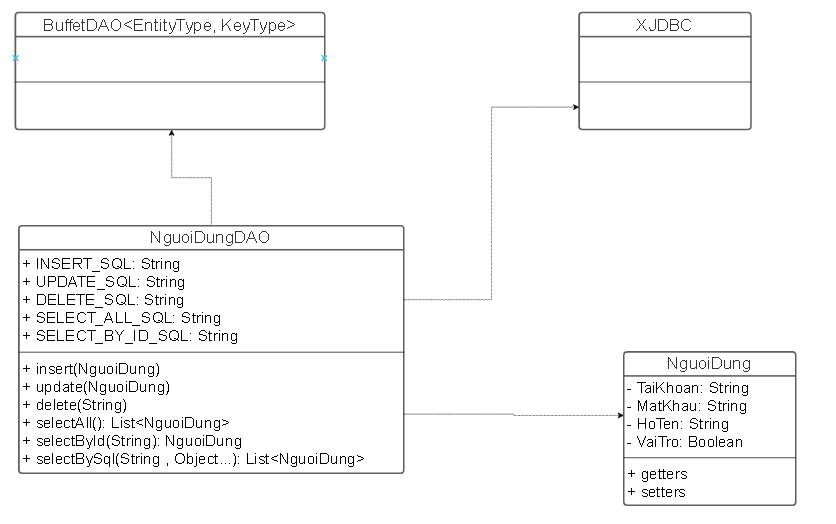 BuffetDAO<EntityType, KeyType>
XJDBC
NguoiDungDAO
+ INSERT_SQL: String
+ UPDATE_SQL: String
+ DELETE_SQL: String
+ SELECT_ALL_SQL: String
+ SELECT_BY_ID_SQL: String
+ insert(NguoiDung)
+ update(NguoiDung)
+ delete(String)
+ selectAll(): List<NguoiDung>
+ selectById(String): NguoiDung
+ selectBySql(String , Object...): List<NguoiDung>
NguoiDung
- TaiKhoan: String
- MatKhau: String
- HoTen: String
- VaiTro: Boolean
+ getters
+ setters